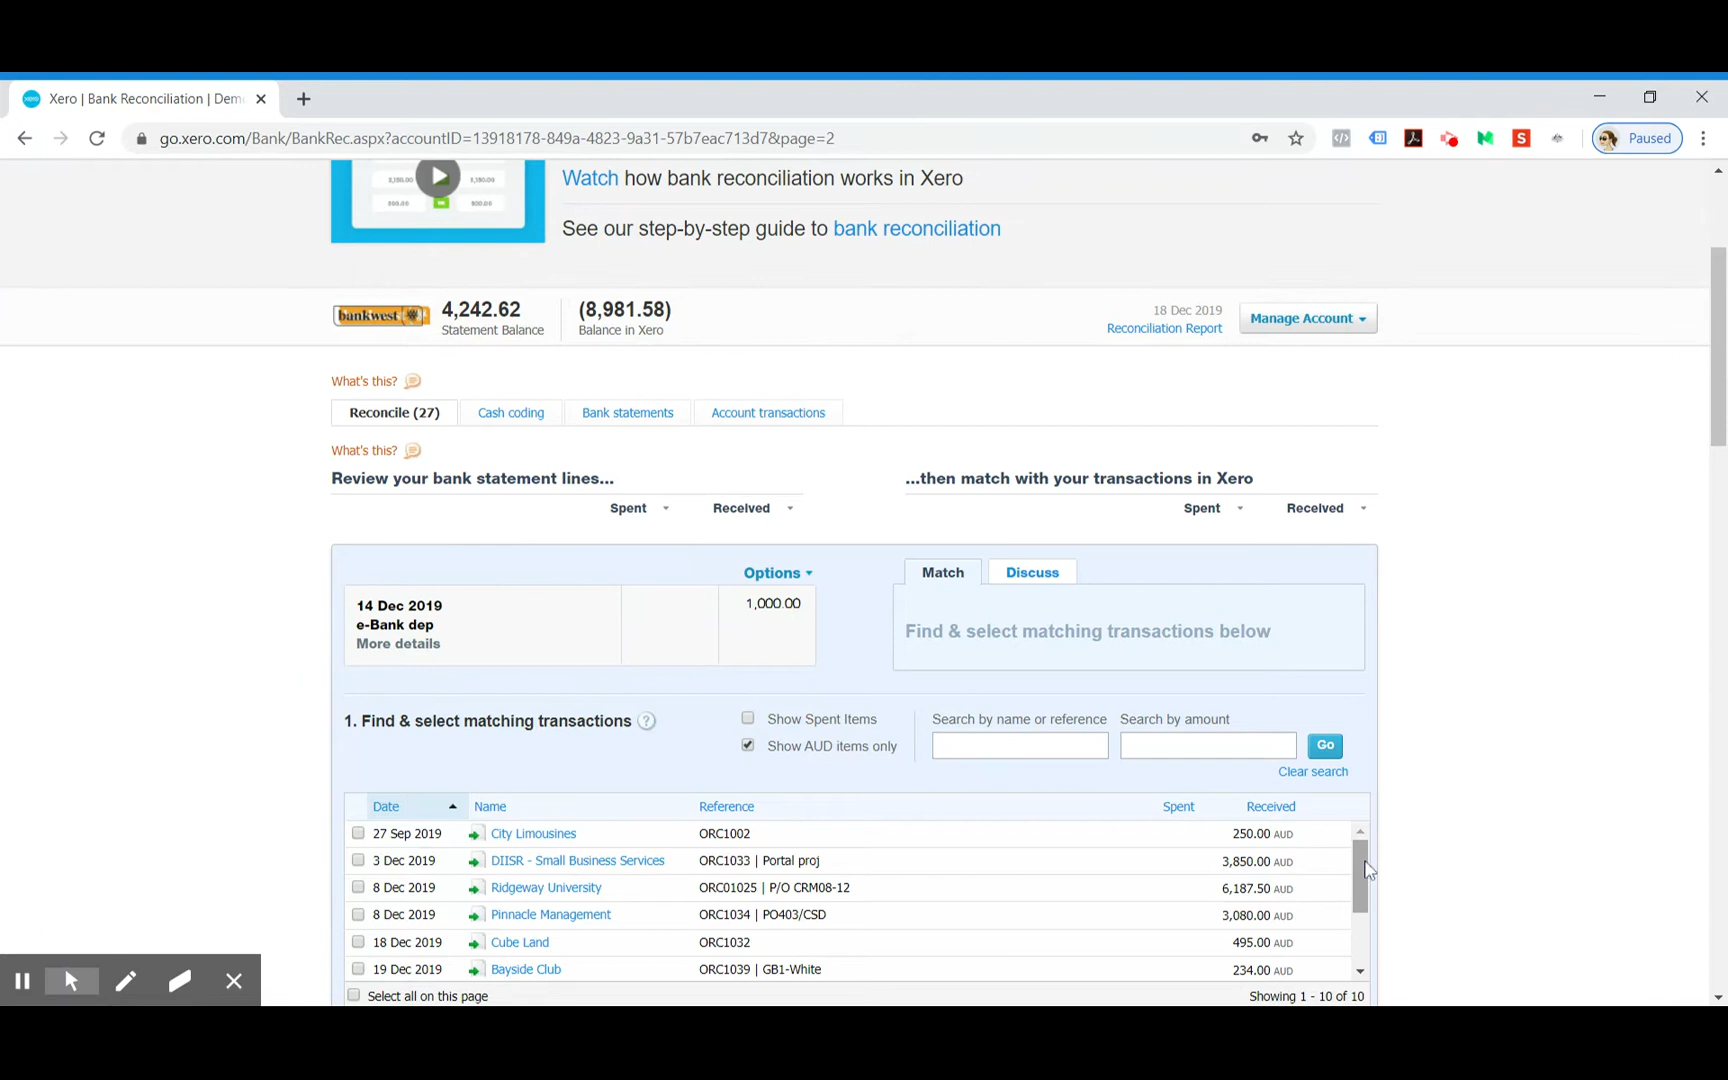 Xero | Bank Reconciliation | Dem
go.xero.com/Bank/BankRec.aspx?accountID=13918178-849a-4823-9a31-57b7eac713d7&page=2
Paused
2,150.00 1,150.00
500.00 500.00
Watch how bank reconciliation works in Xero
See our step-by-step guide to bank reconciliation
bankwest
4,242.62
Statement Balance
(8,981.58)
Balance in Xero
18 Dec 2019
Reconciliation Report
Manage Account
What's this?
Reconcile (27) Cash coding Bank statements Account transactions
What's this?
Review your bank statement lines...
...then match with your transactions in Xero
Spent Received
Spent Received
Options
14 Dec 2019
e-Bank dep
More details
1,000.00
Match Discuss
Find & select matching transactions below
1. Find & select matching transactions ?
Show Spent Items
Show AUD items only
Search by name or reference
Search by amount
Go
Clear search
Date Name Reference Spent Received
27 Sep 2019 City Limousines ORC1002 250.00 AUD
3 Dec 2019 DIISR - Small Business Services ORC1033 | Portal proj 3,850.00 AUD
8 Dec 2019 Ridgeway University ORC01025 | P/O CRM08-12 6,187.50 AUD
8 Dec 2019 Pinnacle Management ORC1034 | PO403/CSD 3,080.00 AUD
18 Dec 2019 Cube Land ORC1032 495.00 AUD
19 Dec 2019 Bayside Club ORC1039 | GB1-White 234.00 AUD
Select all on this page
Showing 1 - 10 of 10